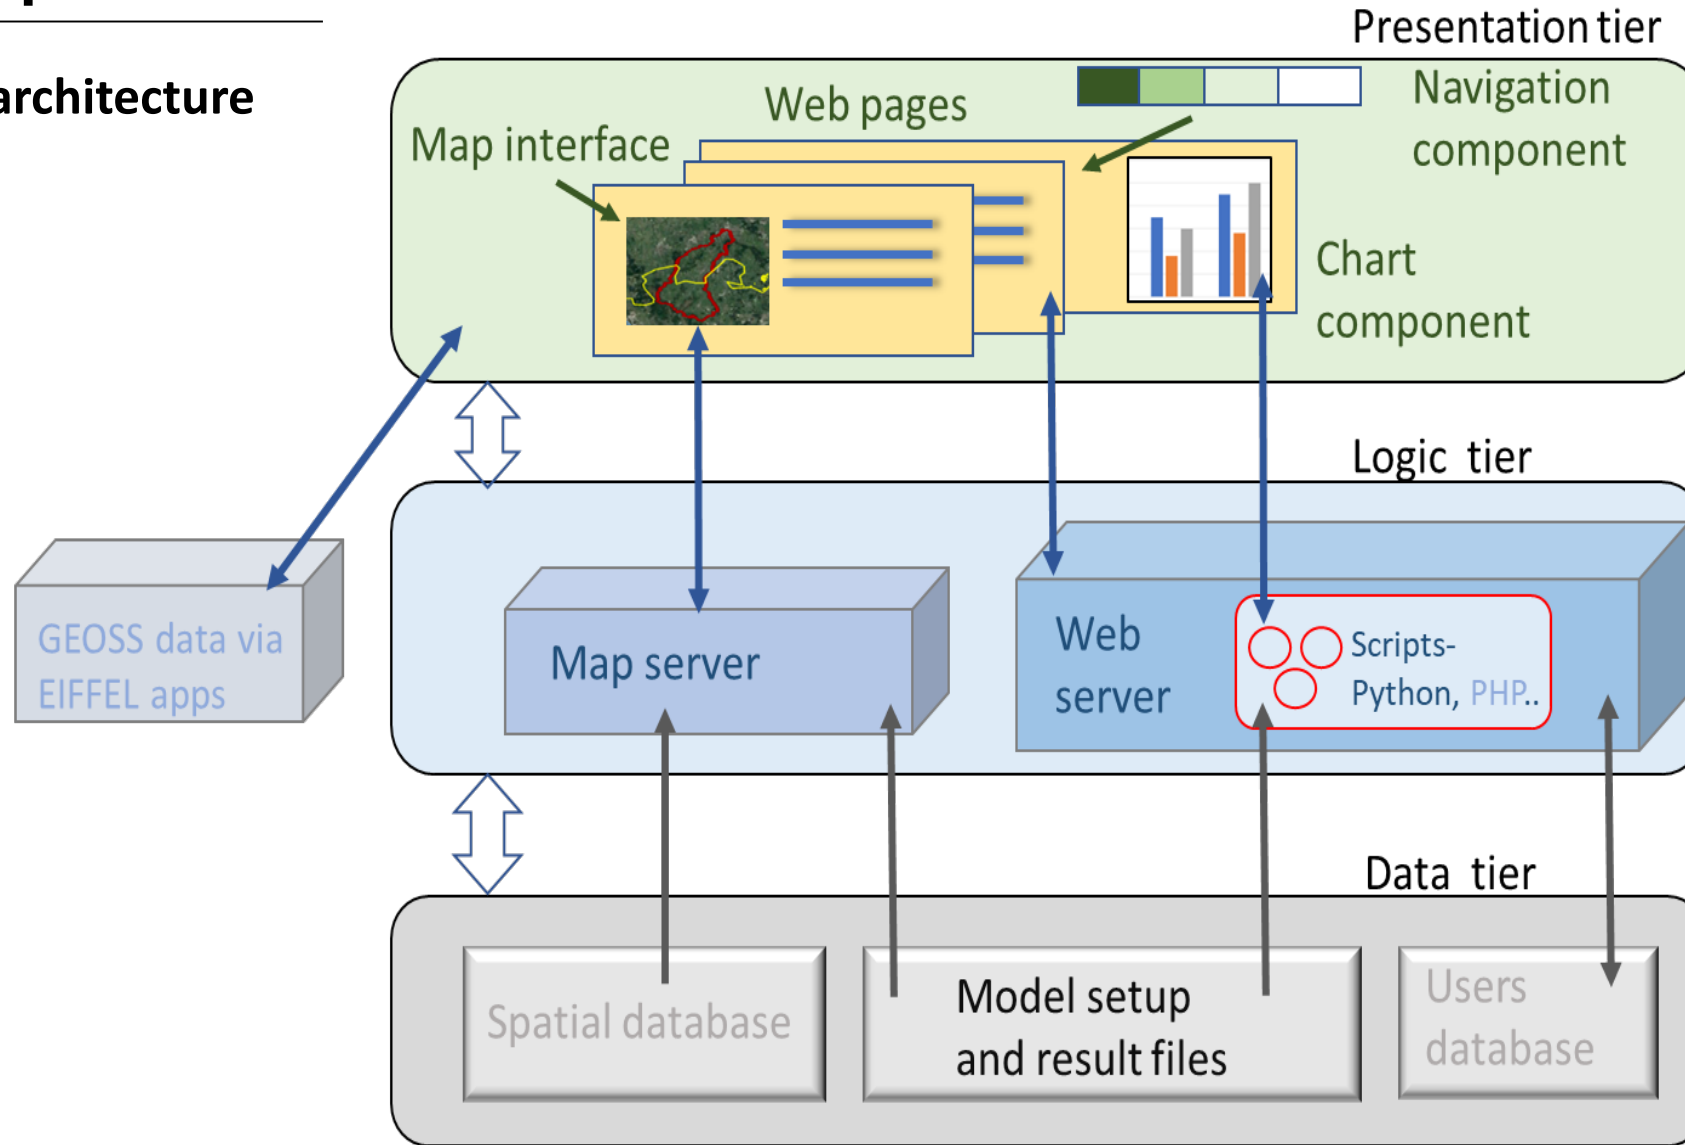 architecture
Presentation tier
Web pages
Navigation
component
Map interface
Chart
component
Logic tier
GEOSS data via
EIFFEL apps
Map server
Web
server
Scripts-
Python, PHP..
Data tier
Spatial database
Model setup
and result files
Users
database